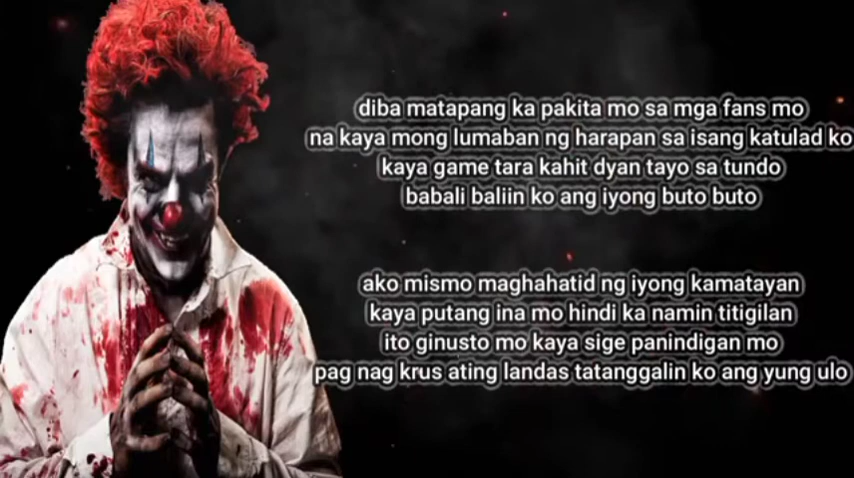 diba matapang ka pakita mo sa mga fans mo
na kaya mong lumaban ng harapan sa isang katulad ko
kaya game tara kahit dyan tayo sa tundo
babali baliin ko ang iyong buto buto
ako mismo maghahatid ng iyong kamatayan
kaya putang ina mo hindi ka namin titigilan
ito ginusto mo kaya sige panindigan mo
pag nag krus ating landas tatanggalin ko ang yung ulo